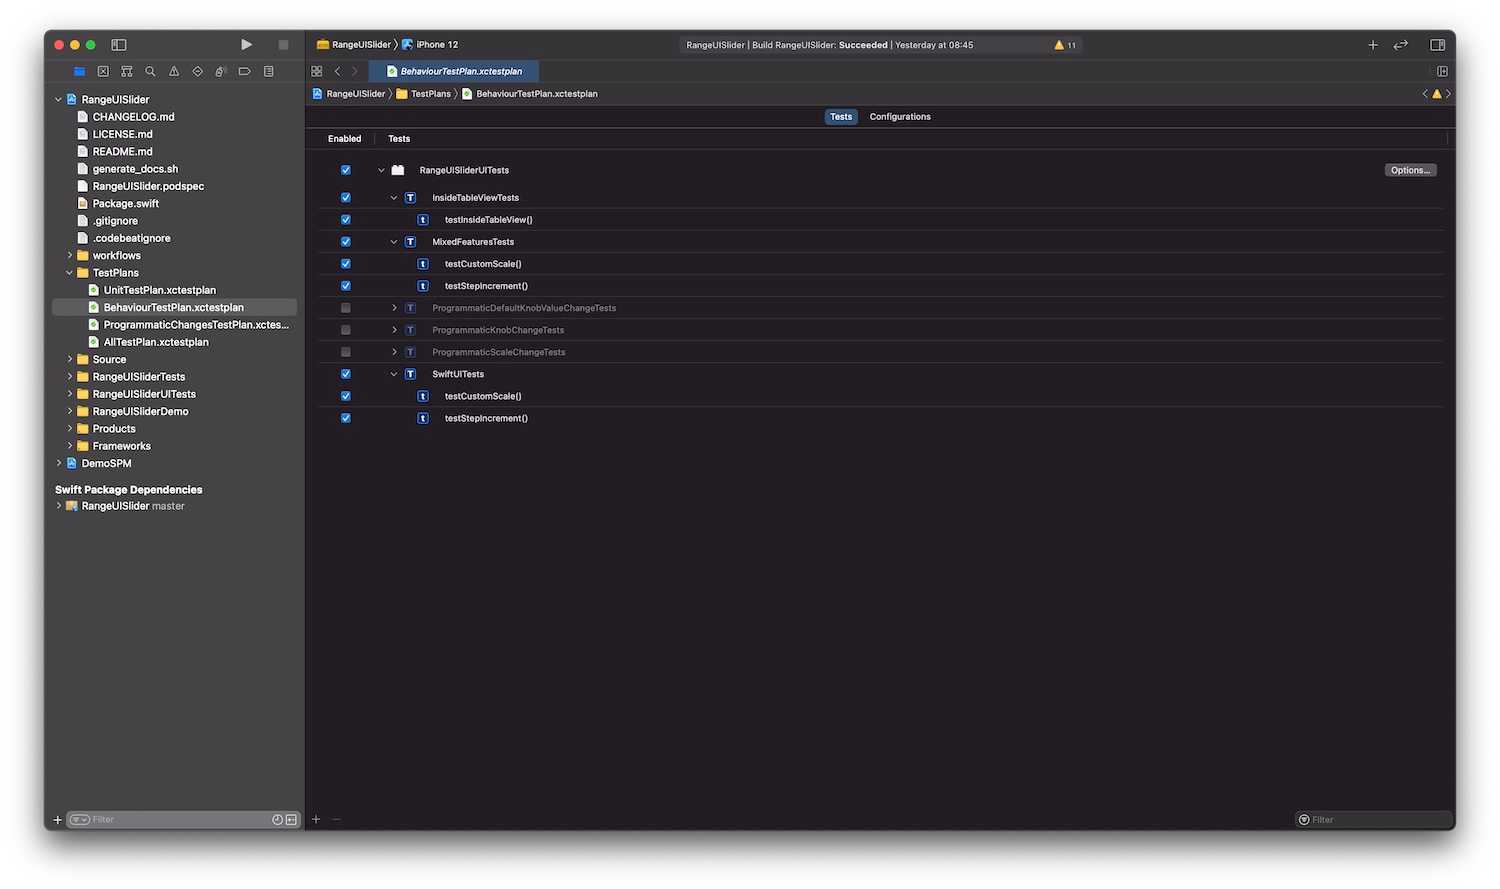 RangeUISlider
iPhone 12
RangeUISlider | Build RangeUISlider: Succeeded | Yesterday at 08:45
11
BehaviourTestPlan.xctestplan
RangeUISlider
TestPlans
BehaviourTestPlan.xctestplan
Tests
Configurations
Enabled
Tests
RangeUISlider
CHANGELOG.md
LICENSE.md
README.md
generate_docs.sh
RangeUISlider.podspec
Package.swift
.gitignore
.codebeatignore
workflows
TestPlans
UnitTestPlan.xctestplan
BehaviourTestPlan.xctestplan
ProgrammaticChangesTestPlan.xctes...
AllTestPlan.xctestplan
Source
RangeUISliderTests
RangeUISliderUITests
RangeUISliderDemo
Products
Frameworks
DemoSPM
Swift Package Dependencies
RangeUISlider master
Filter
RangeUISliderUITests
Options...
T InsideTableViewTests
t testInsideTableView()
T MixedFeaturesTests
t testCustomScale()
t testStepIncrement()
T ProgrammaticDefaultKnobValueChangeTests
T ProgrammaticKnobChangeTests
T ProgrammaticScaleChangeTests
T SwiftUITests
t testCustomScale()
t testStepIncrement()
Filter